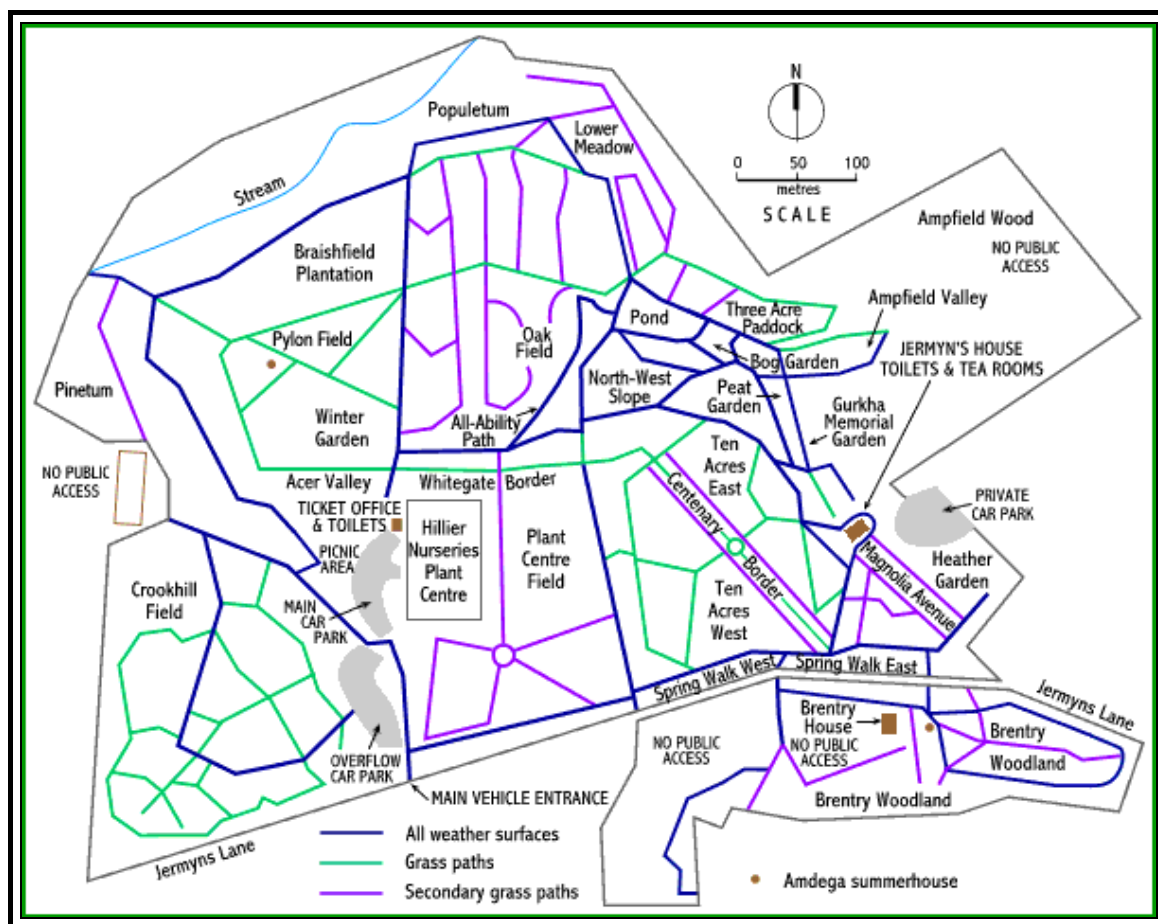 N
0 50 100
metres
SCALE
Populetum
Lower
Meadow
Stream
Ampfield Wood
NO PUBLIC
ACCESS
Braishfield
Plantation
Ampfield Valley
Three Acre
Paddock
Pond
JERMYN'S HOUSE
TOILETS & TEA ROOMS
Pylon Field
Oak
Field
Bog Garden
Pinetum
North-West
Slope
Peat
Garden
Winter
Garden
All-Ability
Path
Gurkha
Memorial
Garden
Ten
Acres
East
NO PUBLIC
ACCESS
Acer Valley
Whitegate Border
Centenary
Border
TICKET OFFICE
& TOILETS
PRIVATE
CAR PARK
Hillier
Nurseries
Plant
Centre
Plant
Centre
Field
PICNIC
AREA
Magnolia Avenue
Heather
Garden
Crookhill
Field
MAIN
CAR
PARK
Ten
Acres
West
Spring Walk West
Spring Walk East
Jermyns Lane
Brentry
House
NO PUBLIC
ACCESS
NO PUBLIC
ACCESS
Brentry
Woodland
OVERFLOW
CAR PARK
MAIN VEHICLE ENTRANCE
Brentry Woodland
Jermyns Lane
All weather surfaces
Grass paths
Secondary grass paths
Amdega summerhouse